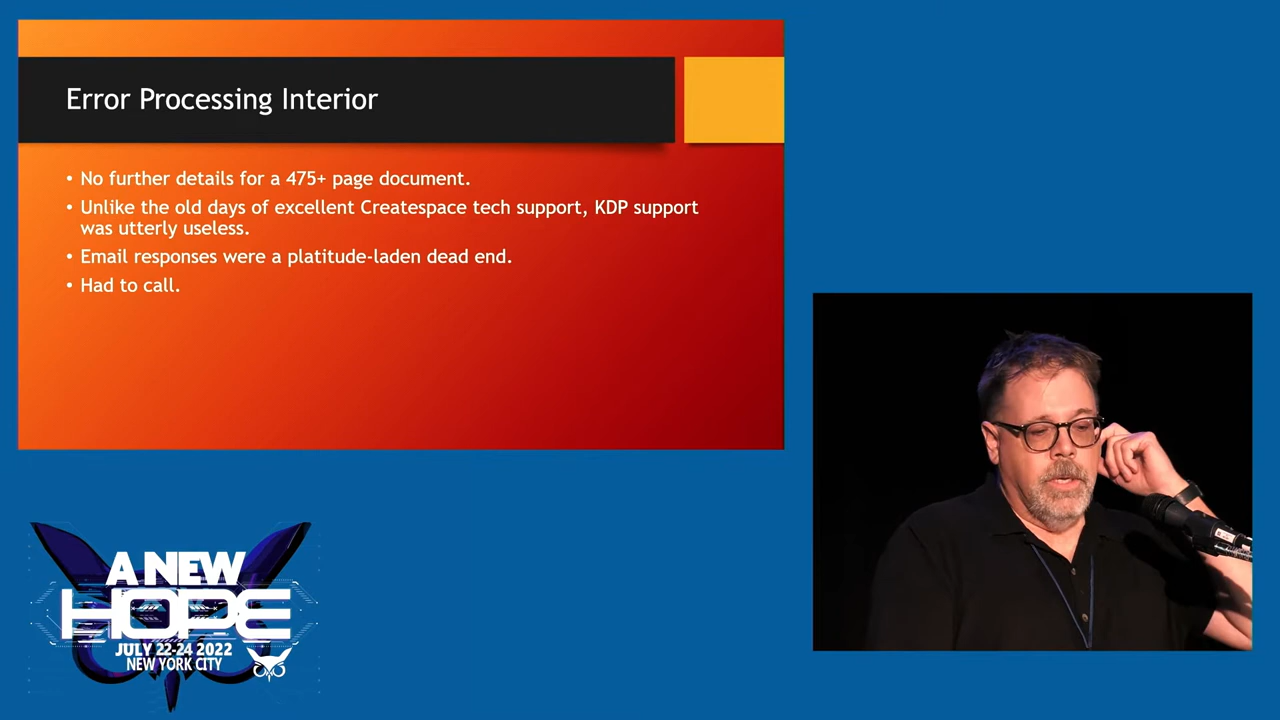 Error Processing Interior
• No further details for a 475+ page document.
• Unlike the old days of excellent Createspace tech support, KDP support
was utterly useless.
• Email responses were a platitude-laden dead end.
• Had to call.
A NEW
HOPE
JULY 22-24 2022
NEW YORK CITY